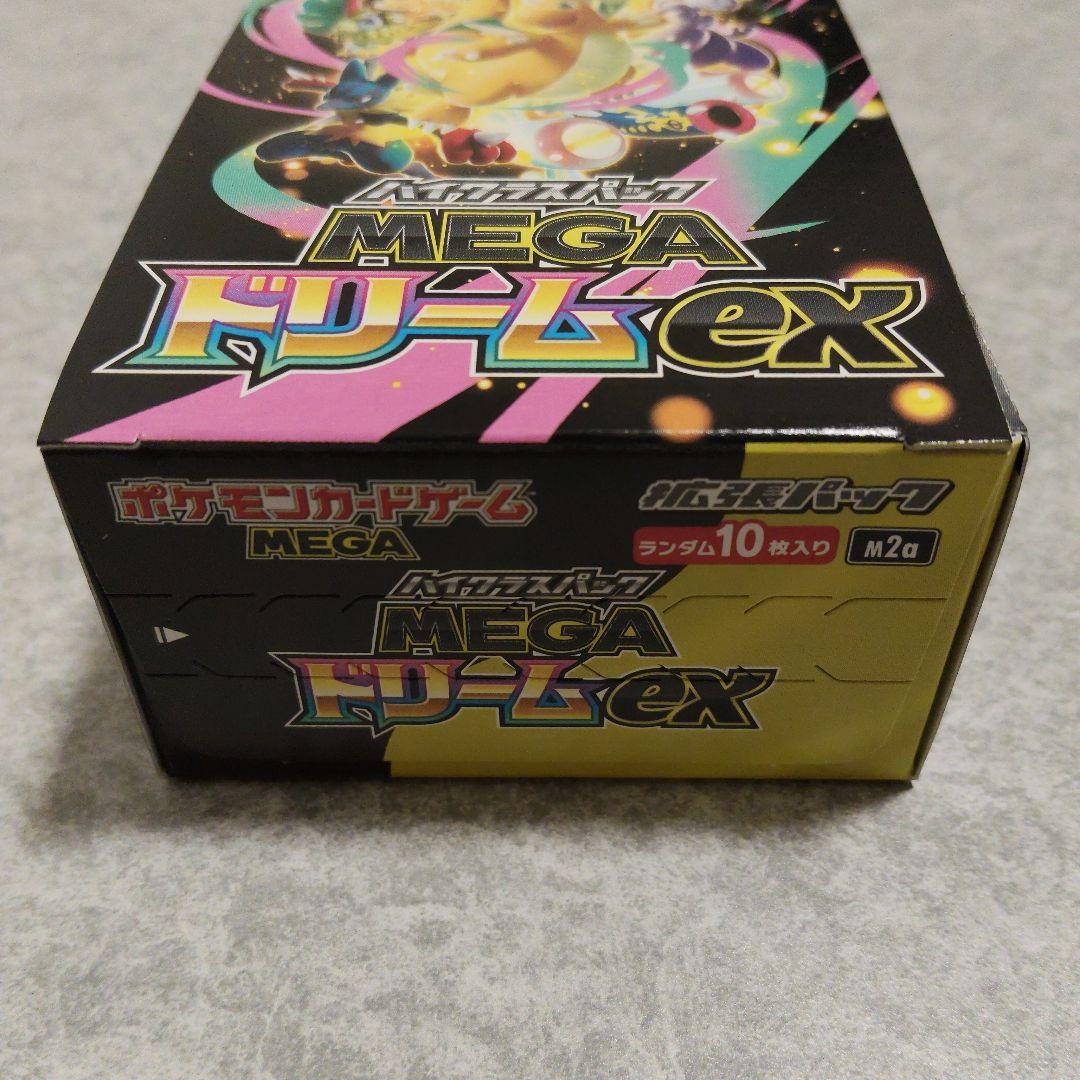 ハイクラスパック
MEGA
ドリームex
ポケモンカードゲーム
MEGA
拡張パック
ランダム10枚入り
M2a
ハイクラスパック
MEGA
ドリームex